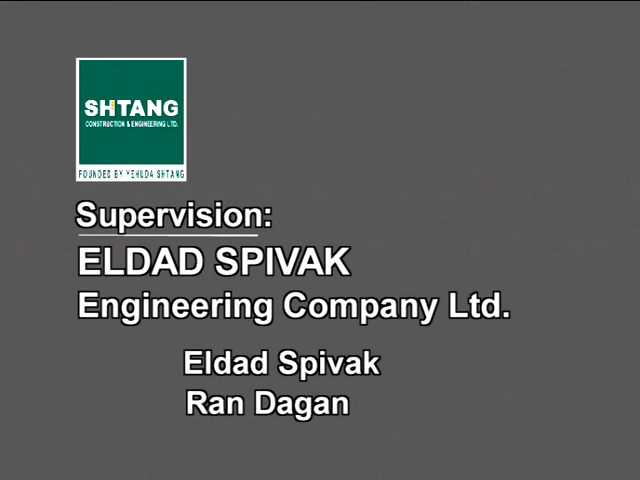 SHTANG
CONSTRUCTION & ENGINEERING LTD.
FOUNDED BY YEHUDA SHTANG
Supervision:
ELDAD SPIVAK
Engineering Company Ltd.
Eldad Spivak
Ran Dagan